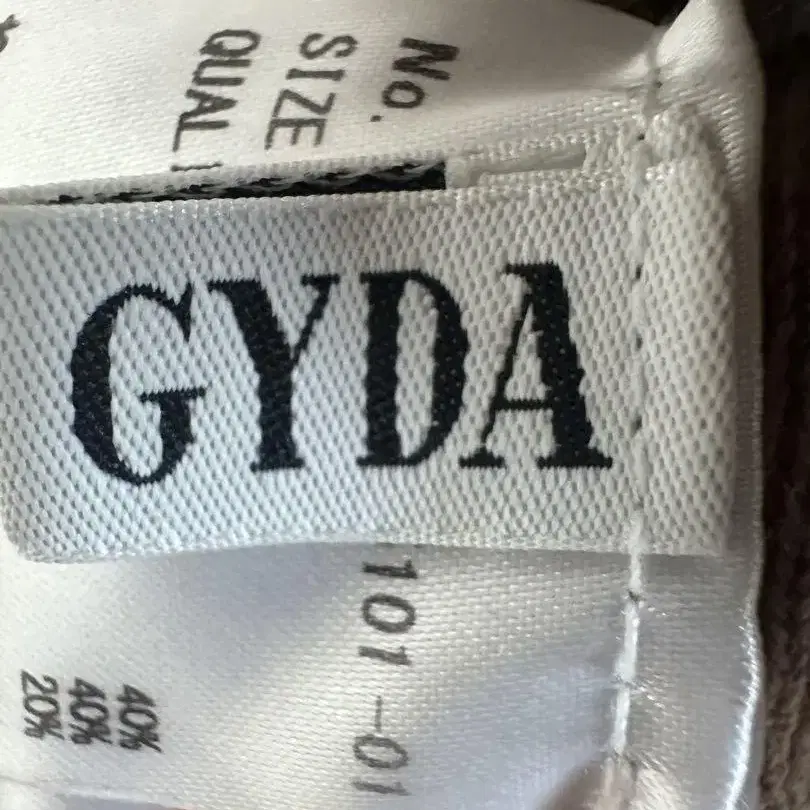 GYDA
No.
SIZE
QUAL
101-01
40%
40%
20%